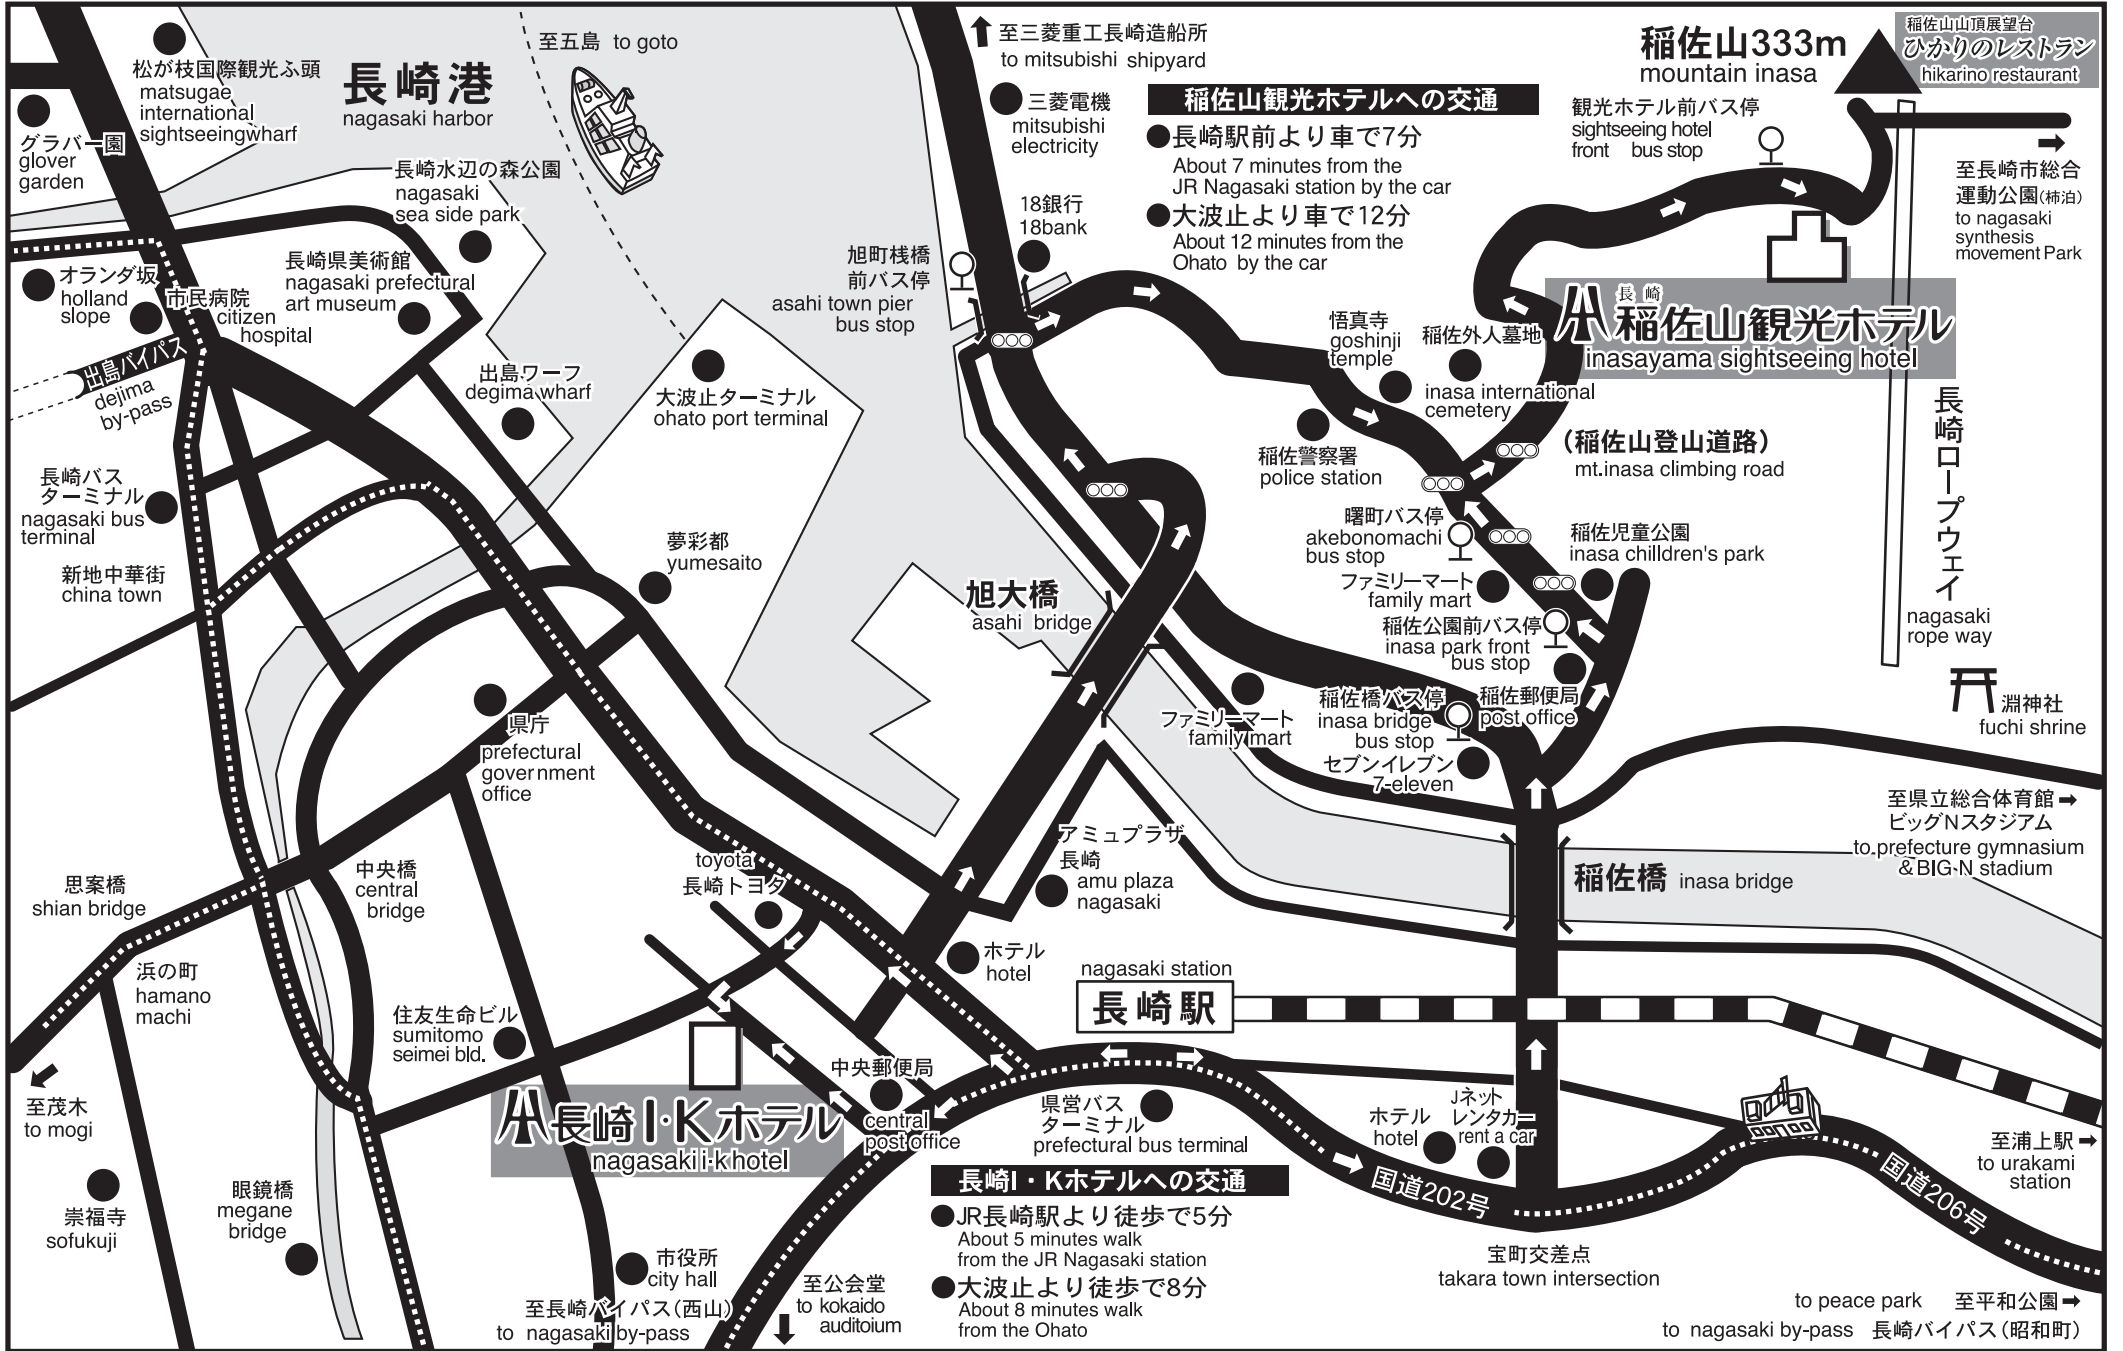 松が枝国際観光ふ頭
matsugae
international
sightseeingwharf
長崎港
nagasaki harbor
至五島 to goto
グラバー園
glover
garden
長崎水辺の森公園
nagasaki
sea side park
オランダ坂
holland
slope
市民病院
citizen
hospital
長崎県美術館
nagasaki prefectural
art museum
出島バイパス
dejima
by-pass
出島ワーフ
degima wharf
大波止ターミナル
ohato port terminal
長崎バス
ターミナル
nagasaki bus
terminal
新地中華街
china town
夢彩都
yumesaito
県庁
prefectural
government
office
思案橋
shian bridge
中央橋
central
bridge
浜の町
hamano
machi
至茂木
to mogi
崇福寺
sofukuji
眼鏡橋
megane
bridge
住友生命ビル
sumitomo
seimei bld.
toyota
長崎トヨタ
長崎I・Kホテル
nagasaki i・k hotel
市役所
city hall
至長崎バイパス(西山)
to nagasaki by-pass
至公会堂
to kokaido
auditoium
中央郵便局
central
post office
長崎I・Kホテルへの交通
●JR長崎駅より徒歩で5分
About 5 minutes walk
from the JR Nagasaki station
●大波止より徒歩で8分
About 8 minutes walk
from the Ohato
県営バス
ターミナル
prefectural bus terminal
ホテル
hotel
アミュプラザ
長崎
amu plaza
nagasaki
nagasaki station
長崎駅
至三菱重工長崎造船所
to mitsubishi shipyard
三菱電機
mitsubishi
electricity
18銀行
18bank
旭町桟橋
前バス停
asahi town pier
bus stop
稲佐山観光ホテルへの交通
●長崎駅前より車で7分
About 7 minutes from the
JR Nagasaki station by the car
●大波止より車で12分
About 12 minutes from the
Ohato by the car
稲佐山333m
mountain inasa
稲佐山山頂展望台
ひかりのレストラン
hikarino restaurant
観光ホテル前バス停
sightseeing hotel
front bus stop
至長崎市総合
運動公園(柿泊)
to nagasaki
synthesis
movement Park
長崎
稲佐山観光ホテル
inasayama sightseeing hotel
悟真寺
goshinji
temple
稲佐外人墓地
inasa international
cemetery
稲佐警察署
police station
(稲佐山登山道路)
mt.inasa climbing road
長崎ロープウェイ
nagasaki
rope way
曙町バス停
akebonomachi
bus stop
稲佐児童公園
inasa chilldren's park
ファミリーマート
family mart
稲佐公園前バス停
inasa park front
bus stop
旭大橋
asahi bridge
ファミリーマート
family mart
稲佐橋バス停
inasa bridge
bus stop
稲佐郵便局
post office
セブンイレブン
7-eleven
淵神社
fuchi shrine
至県立総合体育館➡
ビッグNスタジアム
to prefecture gymnasium
&BIG·N stadium
稲佐橋 inasa bridge
ホテル
hotel
Jネット
レンタカー
rent a car
国道202号
国道206号
至浦上駅➡
to urakami
station
宝町交差点
takara town intersection
to peace park 至平和公園➡
to nagasaki by-pass 長崎バイパス(昭和町)